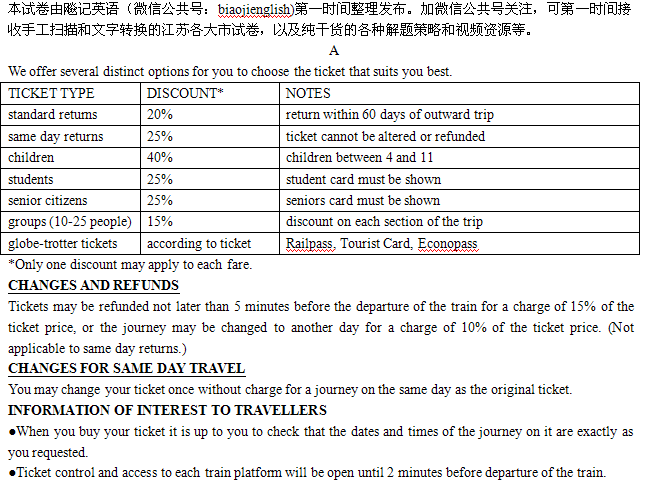 本试卷由飚记英语（微信公共号：biaojienglish)第一时间整理发布。加微信公共号关注，可第一时间接
收手工扫描和文字转换的江苏各大市试卷，以及纯干货的各种解题策略和视频资源等。
A
We offer several distinct options for you to choose the ticket that suits you best.
TICKET TYPE DISCOUNT* NOTES
standard returns 20% return within 60 days of outward trip
same day returns 25% ticket cannot be altered or refunded
children 40% children between 4 and 11
students 25% student card must be shown
senior citizens 25% seniors card must be shown
groups (10-25 people) 15% discount on each section of the trip
globe-trotter tickets according to ticket Railpass, Tourist Card, Econopass
*Only one discount may apply to each fare.
CHANGES AND REFUNDS
Tickets may be refunded not later than 5 minutes before the departure of the train for a charge of 15% of the
ticket price, or the journey may be changed to another day for a charge of 10% of the ticket price. (Not
applicable to same day returns.)
CHANGES FOR SAME DAY TRAVEL
You may change your ticket once without charge for a journey on the same day as the original ticket.
INFORMATION OF INTEREST TO TRAVELLERS
●When you buy your ticket it is up to you to check that the dates and times of the journey on it are exactly as
you requested.
●Ticket control and access to each train platform will be open until 2 minutes before departure of the train.